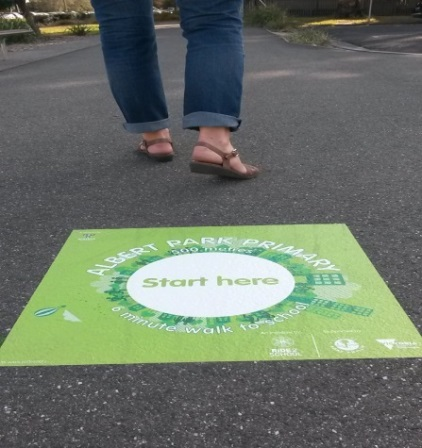 ALBERT PARK PRIMARY
500 metres
Start here
6 minute walk to school